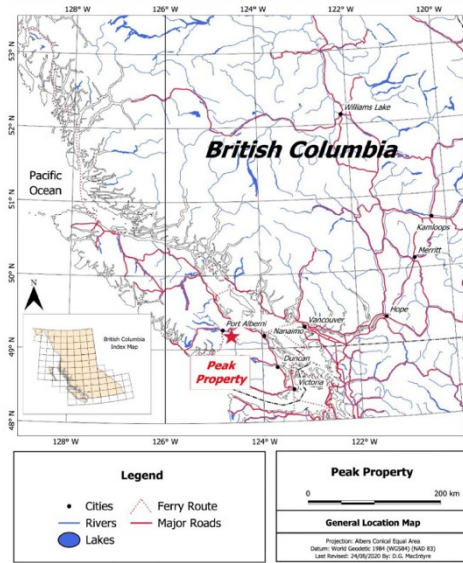 128° W
126° W
124° W
122° W
120° W
53° N
52° N
51° N
50° N
49° N
48° N
Williams Lake
British Columbia
Pacific
Ocean
Kamloops
Merritt
N
Hope
Vancouver
Port Alberni
Nanaimo
British Columbia
Index Map
Peak
Property
Duncan
Victoria
128° W
126° W
124° W
122° W
Legend
Cities
Ferry Route
Rivers
Major Roads
Lakes
Peak Property
0 200 km
General Location Map
Projection: Albers Conical Equal Area
Datum: World Geodetic 1984 (WGS84) (NAD 83)
Last Revised: 24/08/2020 By: D.G. MacIntyre